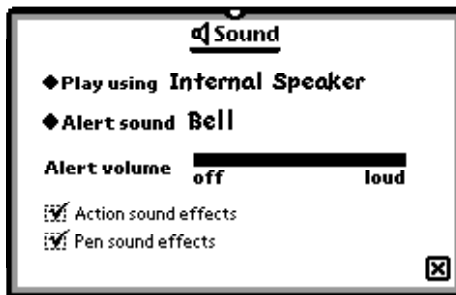 Sound
Play using Internal Speaker
Alert sound Bell
Alert volume
off loud
Action sound effects
Pen sound effects